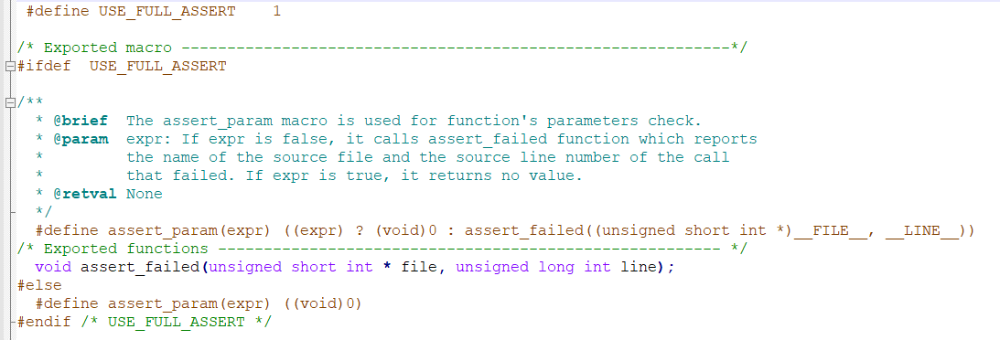 #define USE_FULL_ASSERT    1
/* Exported macro ------------------------------------------------------------*/
#ifdef  USE_FULL_ASSERT
/**
  * @brief  The assert_param macro is used for function's parameters check.
  * @param  expr: If expr is false, it calls assert_failed function which reports
  *         the name of the source file and the source line number of the call
  *         that failed. If expr is true, it returns no value.
  * @retval None
  */
  #define assert_param(expr) ((expr) ? (void)0 : assert_failed((unsigned short int *)__FILE__, __LINE__))
/* Exported functions ------------------------------------------------------- */
  void assert_failed(unsigned short int * file, unsigned long int line);
#else
  #define assert_param(expr) ((void)0)
#endif /* USE_FULL_ASSERT */